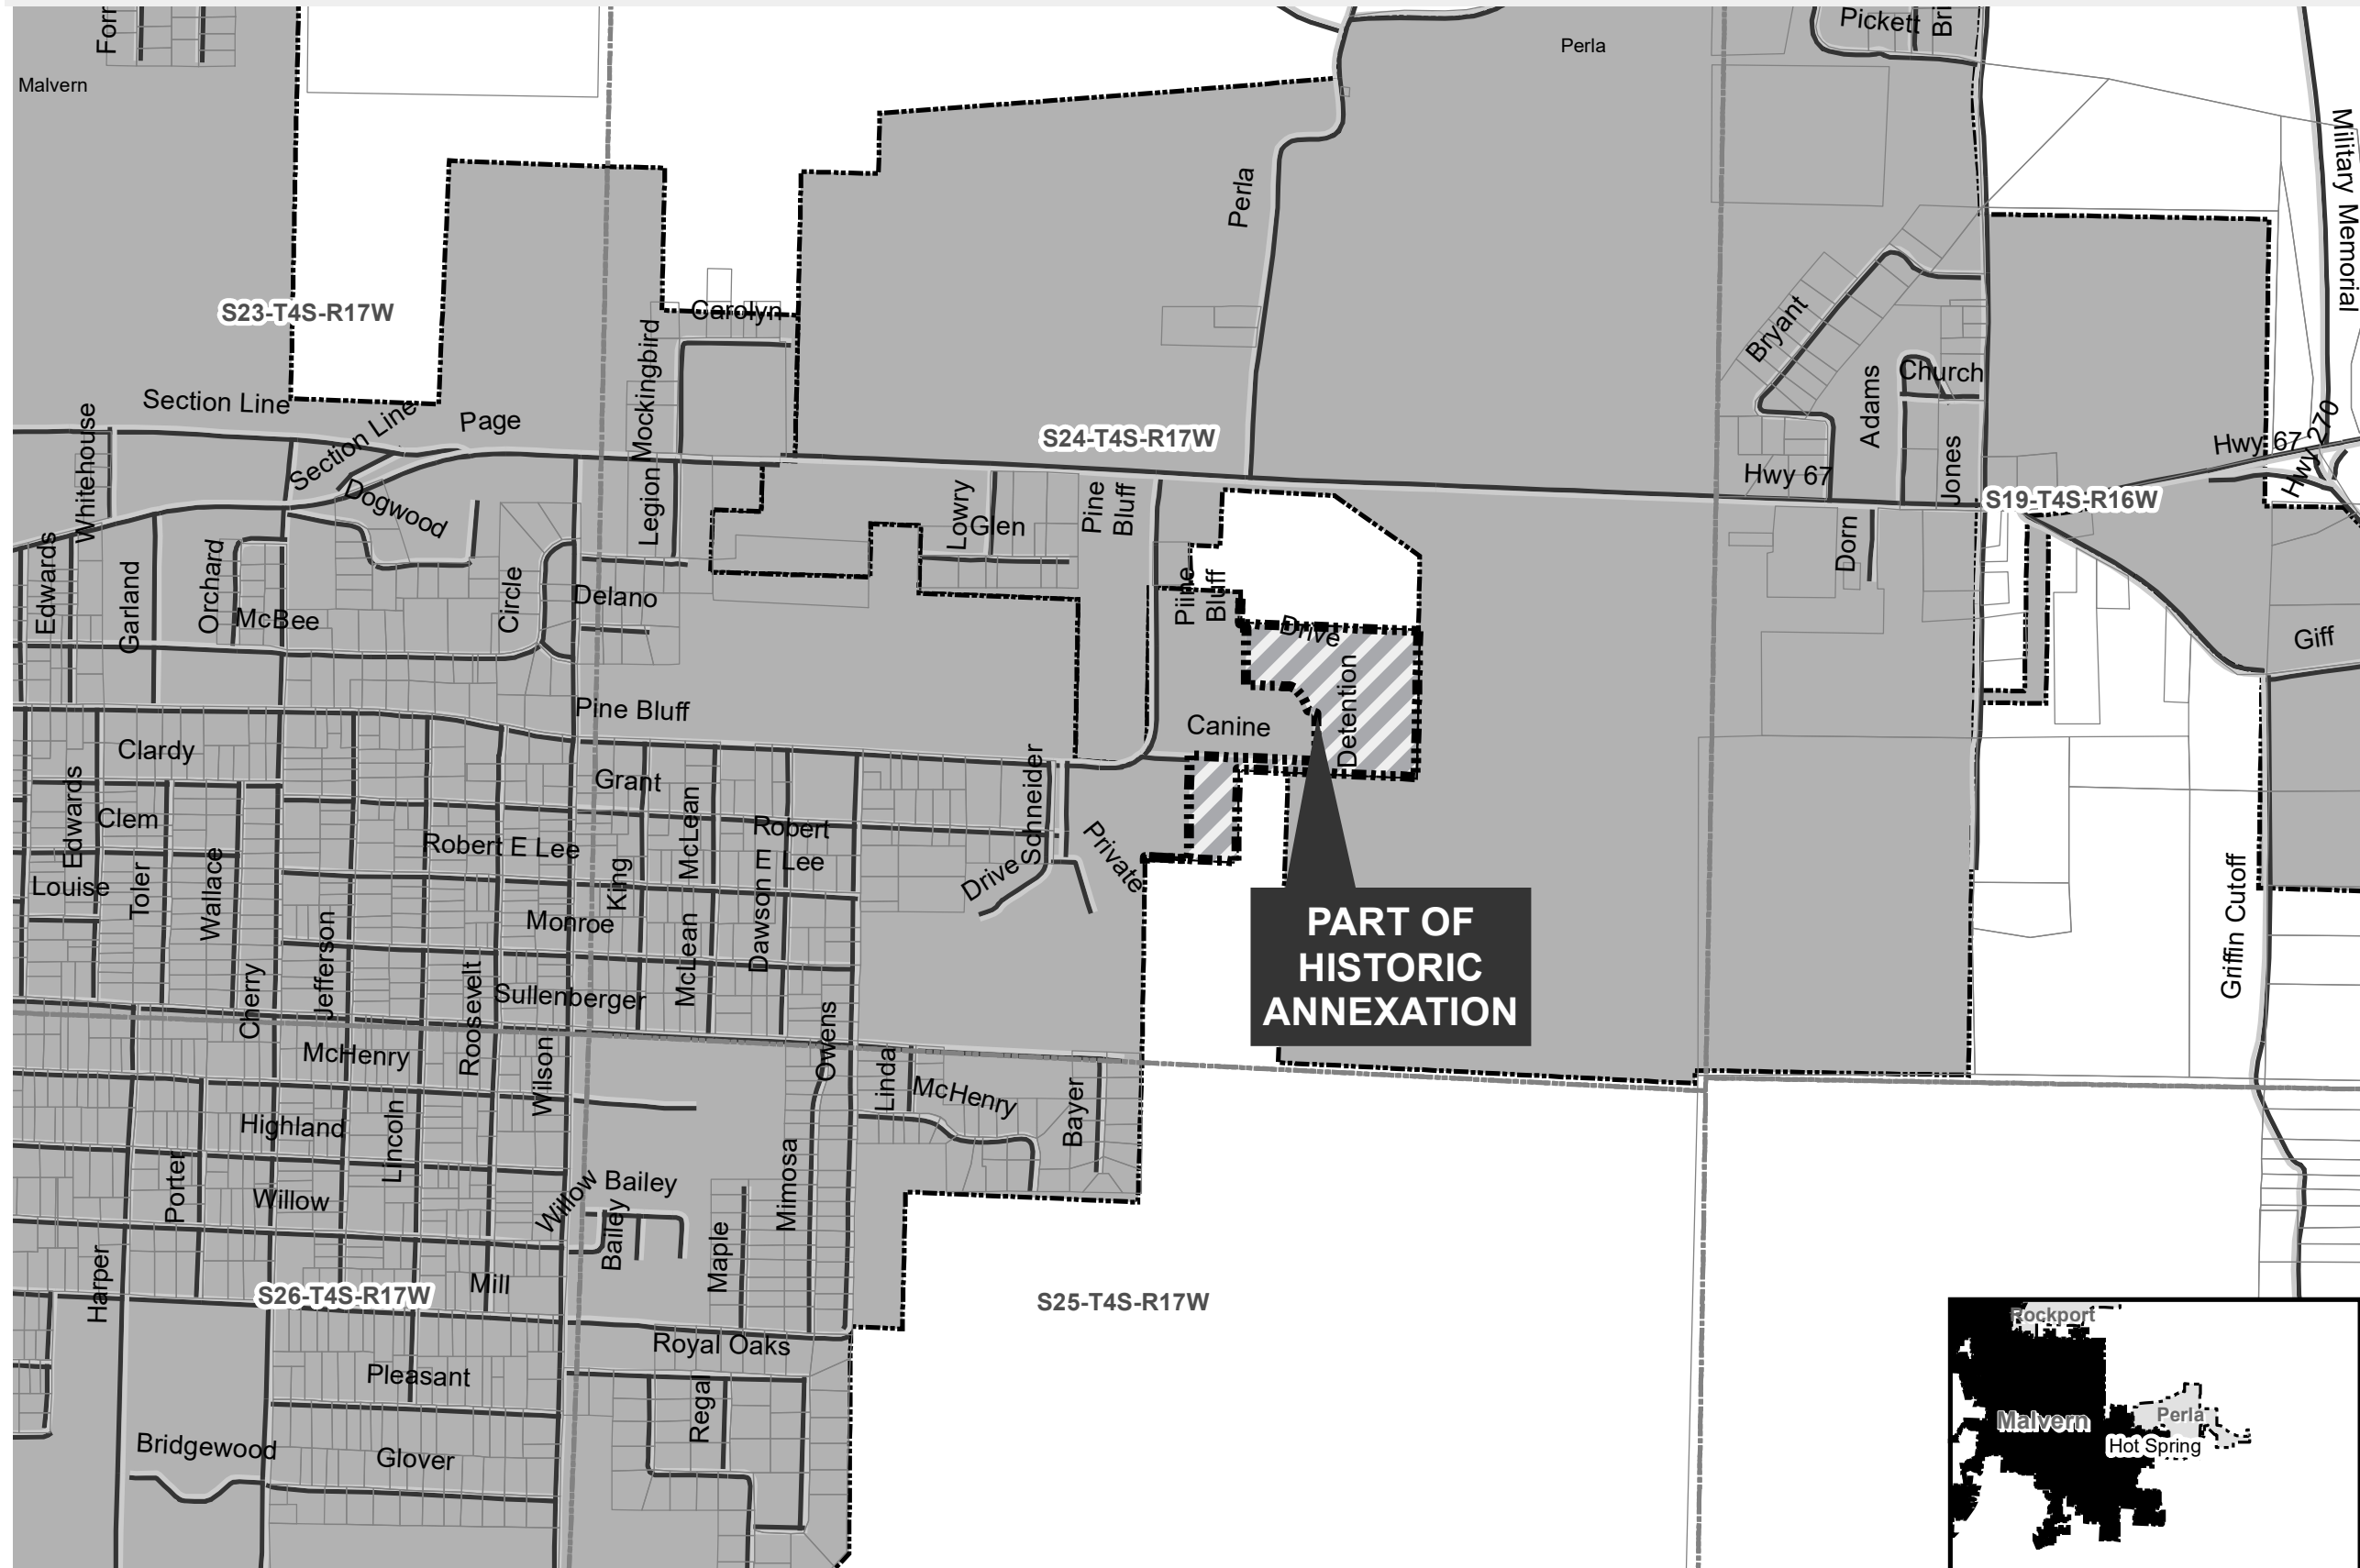 Forr
Pickett
Bri
Perla
Malvern
Military Memorial
Perla
S23-T4S-R17W
Carolyn
Mockingbird
Bryant
Church
Adams
Section Line
Section Line
Page
S24-T4S-R17W
Hwy 67
Hwy 270
Whitehouse
Legion
Jones
Hwy 67
S19-T4S-R16W
Dogwood
Lowry
Glen
Pine
Bluff
Dorn
Edwards
Garland
Orchard
McBee
Circle
Delano
Piine
Bluff
Drive
Giff
Detention
Pine Bluff
Canine
Clardy
Grant
Schneider
Edwards
Clem
McLean
Robert
E Lee
Robert E Lee
Private
Louise
Toler
Wallace
King
Drive
Monroe
Dawson
PART OF
HISTORIC
ANNEXATION
Griffin Cutoff
Cherry
Jefferson
Roosevelt
Sullenberger
McLean
Owens
McHenry
Wilson
Linda
McHenry
Bayer
Highland
Lincoln
Mimosa
Porter
Willow
Willow
Bailey
Bailey
Maple
Harper
S26-T4S-R17W
Mill
S25-T4S-R17W
Royal Oaks
Pleasant
Regal
Bridgewood
Glover
Rockport
Malvern
Perla
Hot Spring